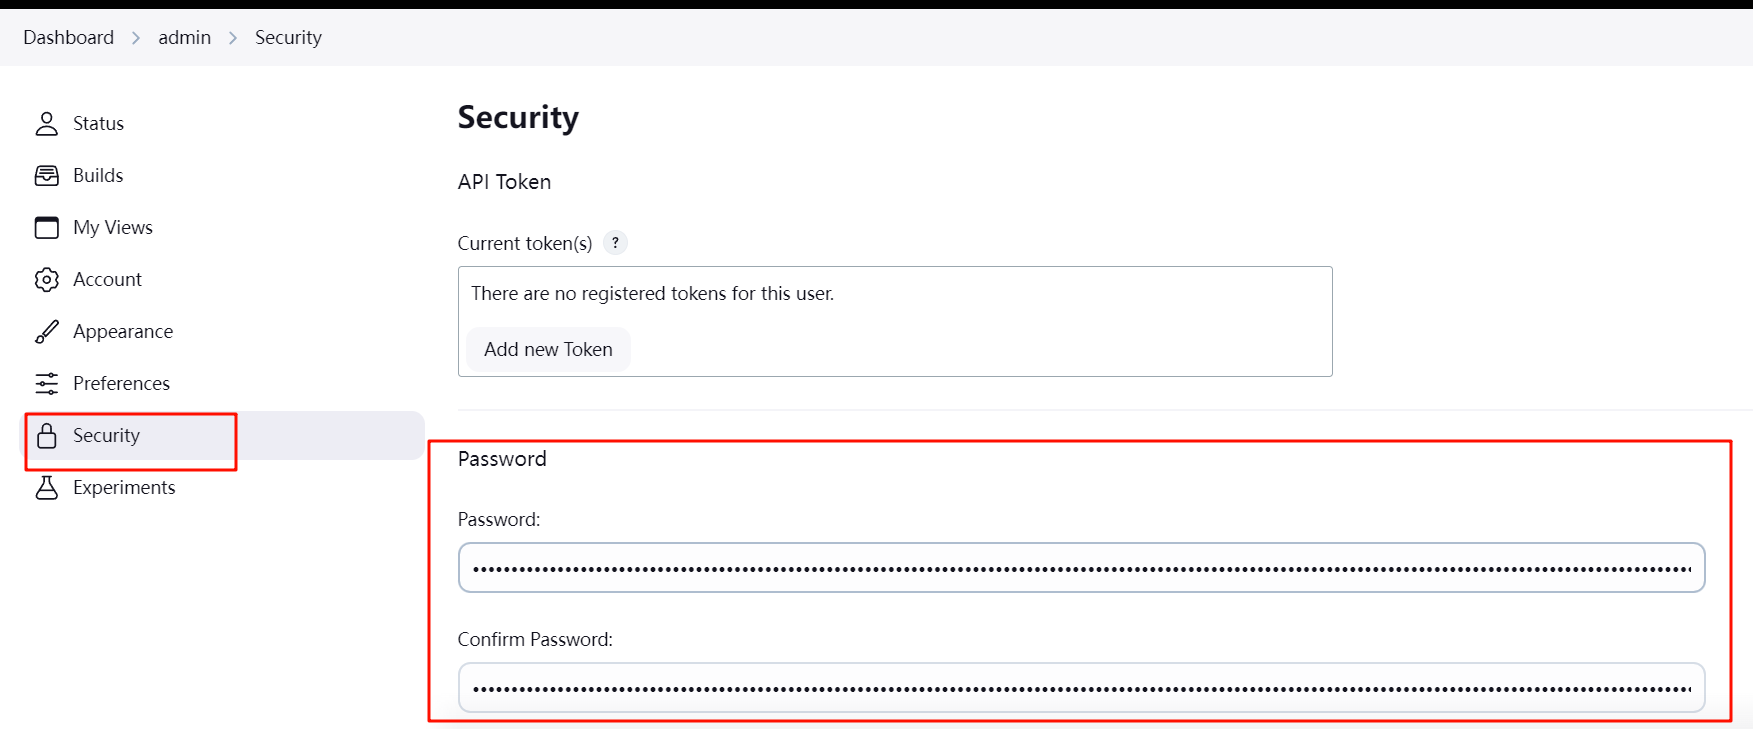 Dashboard > admin > Security
Status
Builds
My Views
Account
Appearance
Preferences
Security
Experiments
Security
API Token
Current token(s) ?
There are no registered tokens for this user.
Add new Token
Password
Password:
Confirm Password: